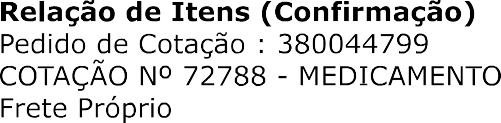 Relação de Itens (Confirmação)
Pedido de Cotação : 380044799
COTAÇÃO Nº 72788 - MEDICAMENTO
Frete Próprio